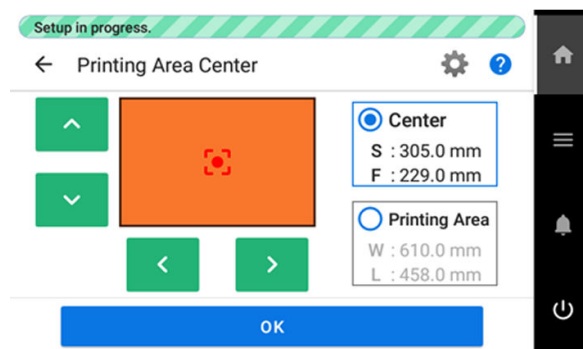 Setup in progress.
Printing Area Center
Center
S : 305.0 mm
F : 229.0 mm
Printing Area
W : 610.0 mm
L : 458.0 mm
OK